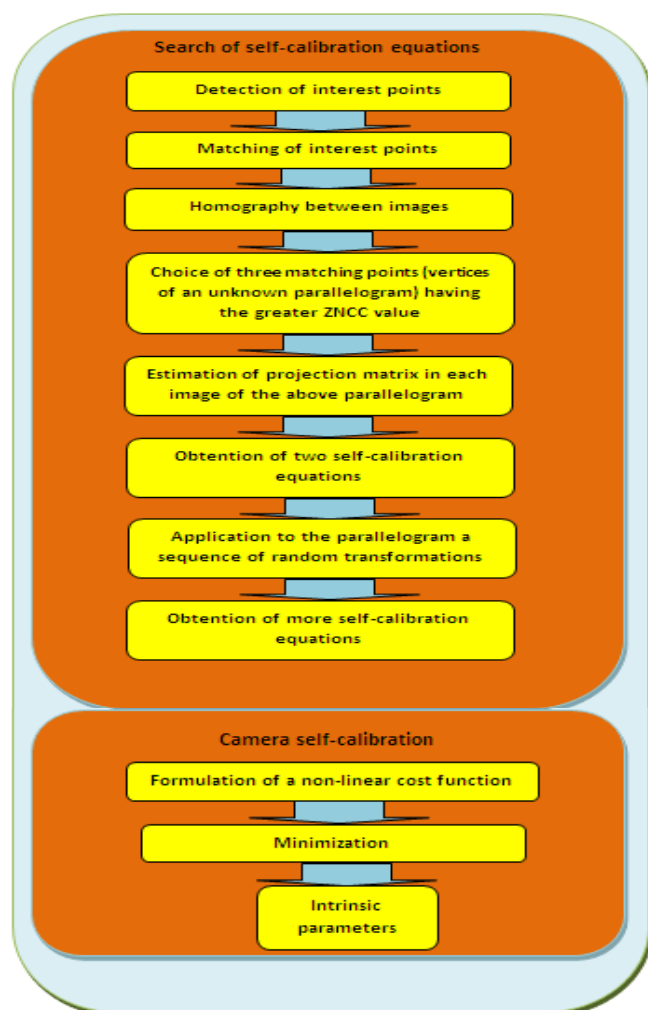 Search of self-calibration equations
Detection of interest points
Matching of interest points
Homography between images
Choice of three matching points (vertices
of an unknown parallelogram) having
the greater ZNCC value
Estimation of projection matrix in each
image of the above parallelogram
Obtention of two self-calibration
equations
Application to the parallelogram a
sequence of random transformations
Obtention of more self-calibration
equations
Camera self-calibration
Formulation of a non-linear cost function
Minimization
Intrinsic
parameters